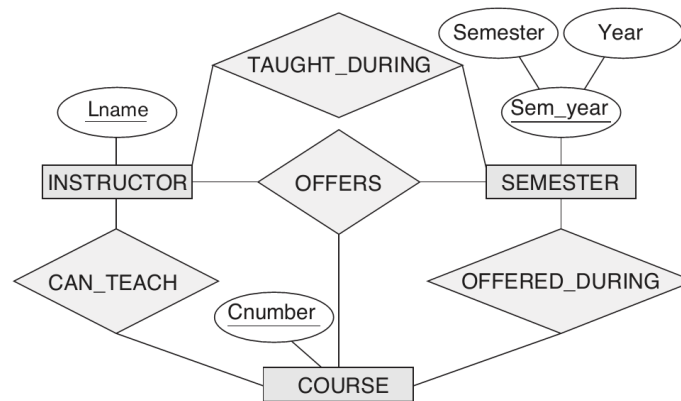 Semester
Year
TAUGHT_DURING
Lname
Sem_year
INSTRUCTOR
OFFERS
SEMESTER
CAN_TEACH
OFFERED_DURING
Cnumber
COURSE